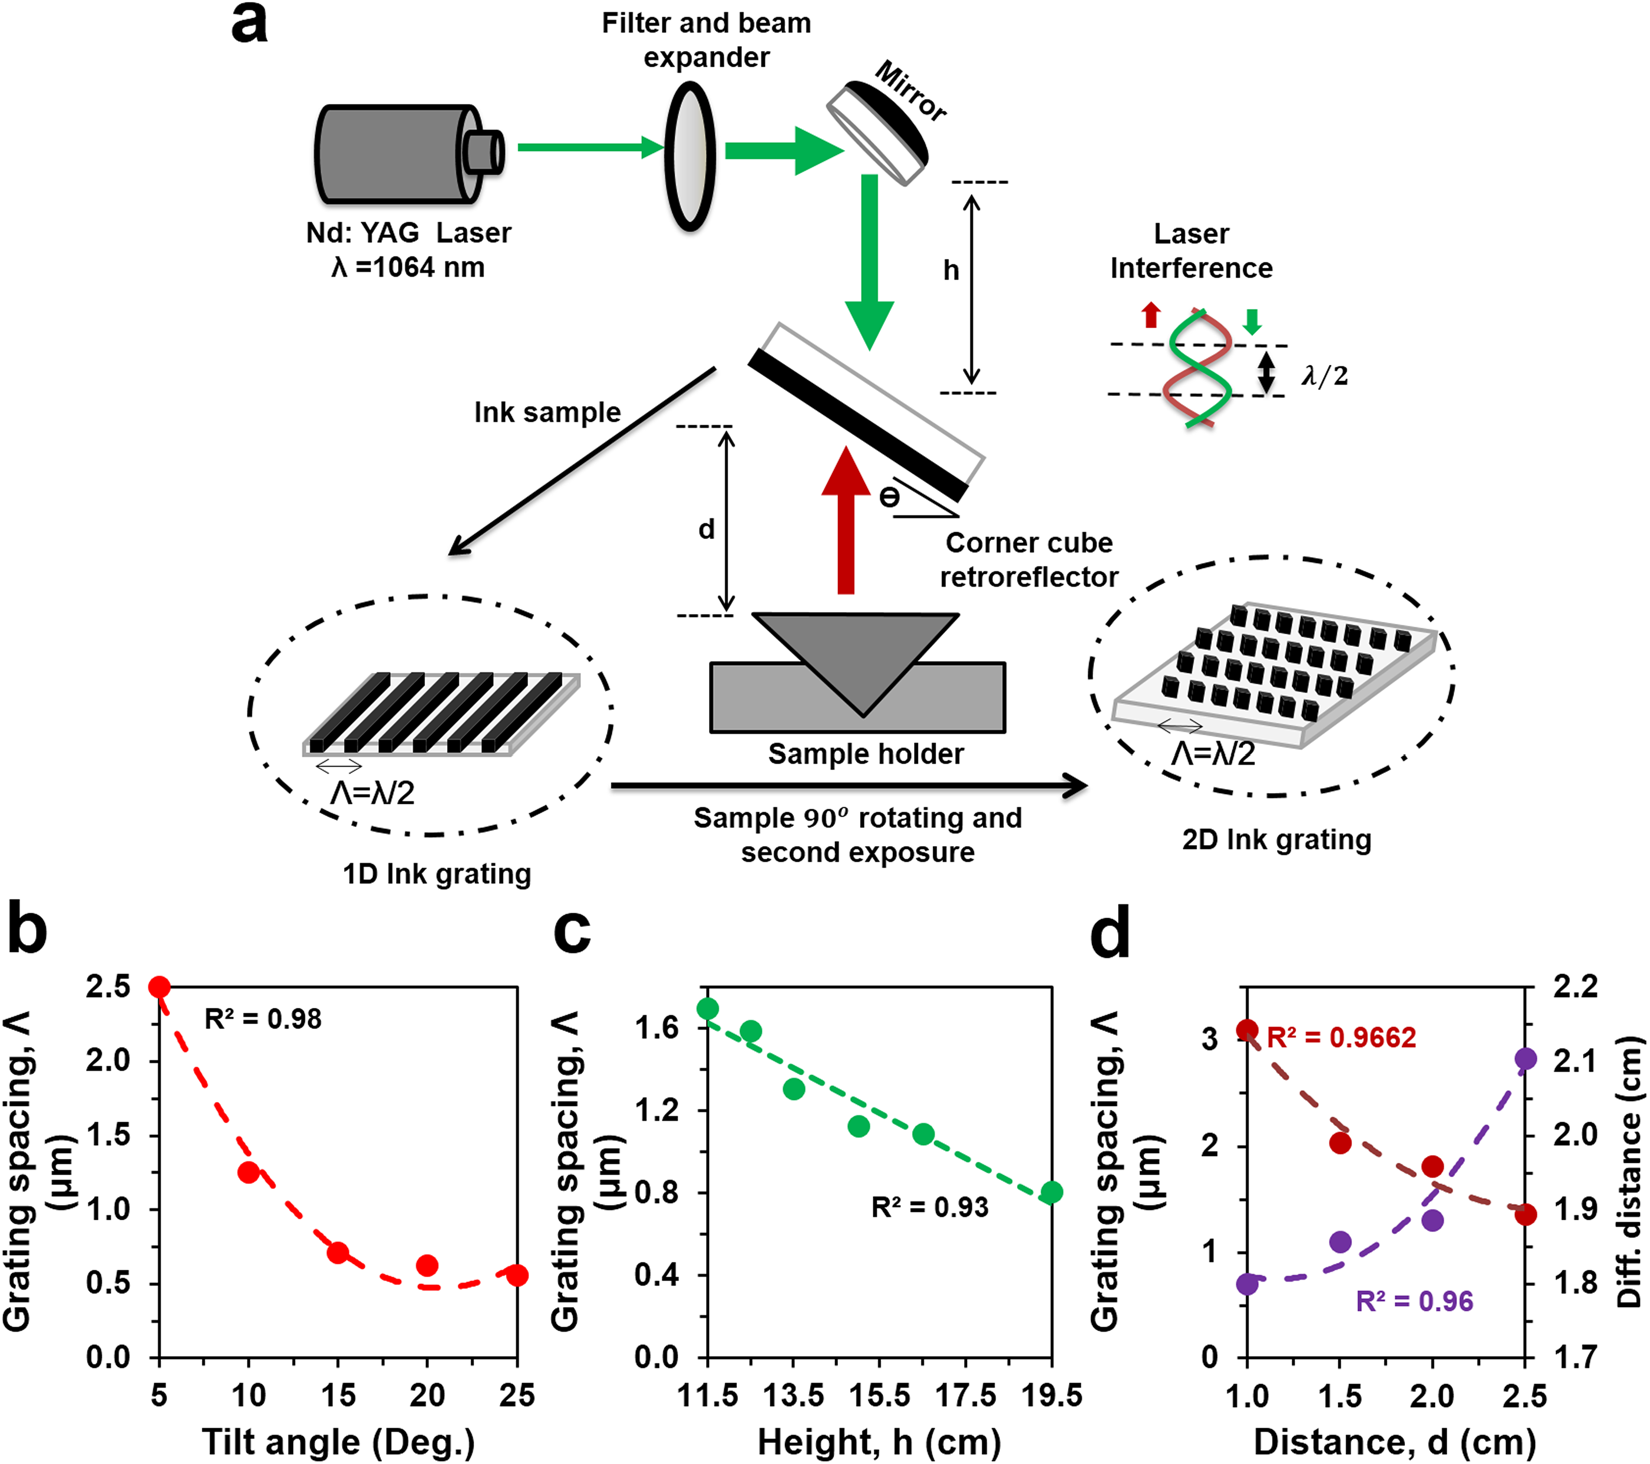 a
Filter and beam
expander
Mirror
Nd: YAG Laser
λ =1064 nm
h
Laser
Interference
λ/2
Ink sample
d
Ɵ
Corner cube
retroreflector
Λ=λ/2
1D Ink grating
Sample holder
Sample 90ᵒ rotating and
second exposure
Λ=λ/2
2D Ink grating
b
Grating spacing, Λ
(µm)
2.5
2.0
1.5
1.0
0.5
0.0
R² = 0.98
5 10 15 20 25
Tilt angle (Deg.)
c
Grating spacing, Λ
(µm)
1.6
1.2
0.8
0.4
0.0
R² = 0.93
11.5 13.5 15.5 17.5 19.5
Height, h (cm)
d
Grating spacing, Λ
(µm)
3
2
1
0
R² = 0.9662
R² = 0.96
2.2
2.1
2.0
1.9
1.8
1.7
Diff. distance (cm)
1.0 1.5 2.0 2.5
Distance, d (cm)